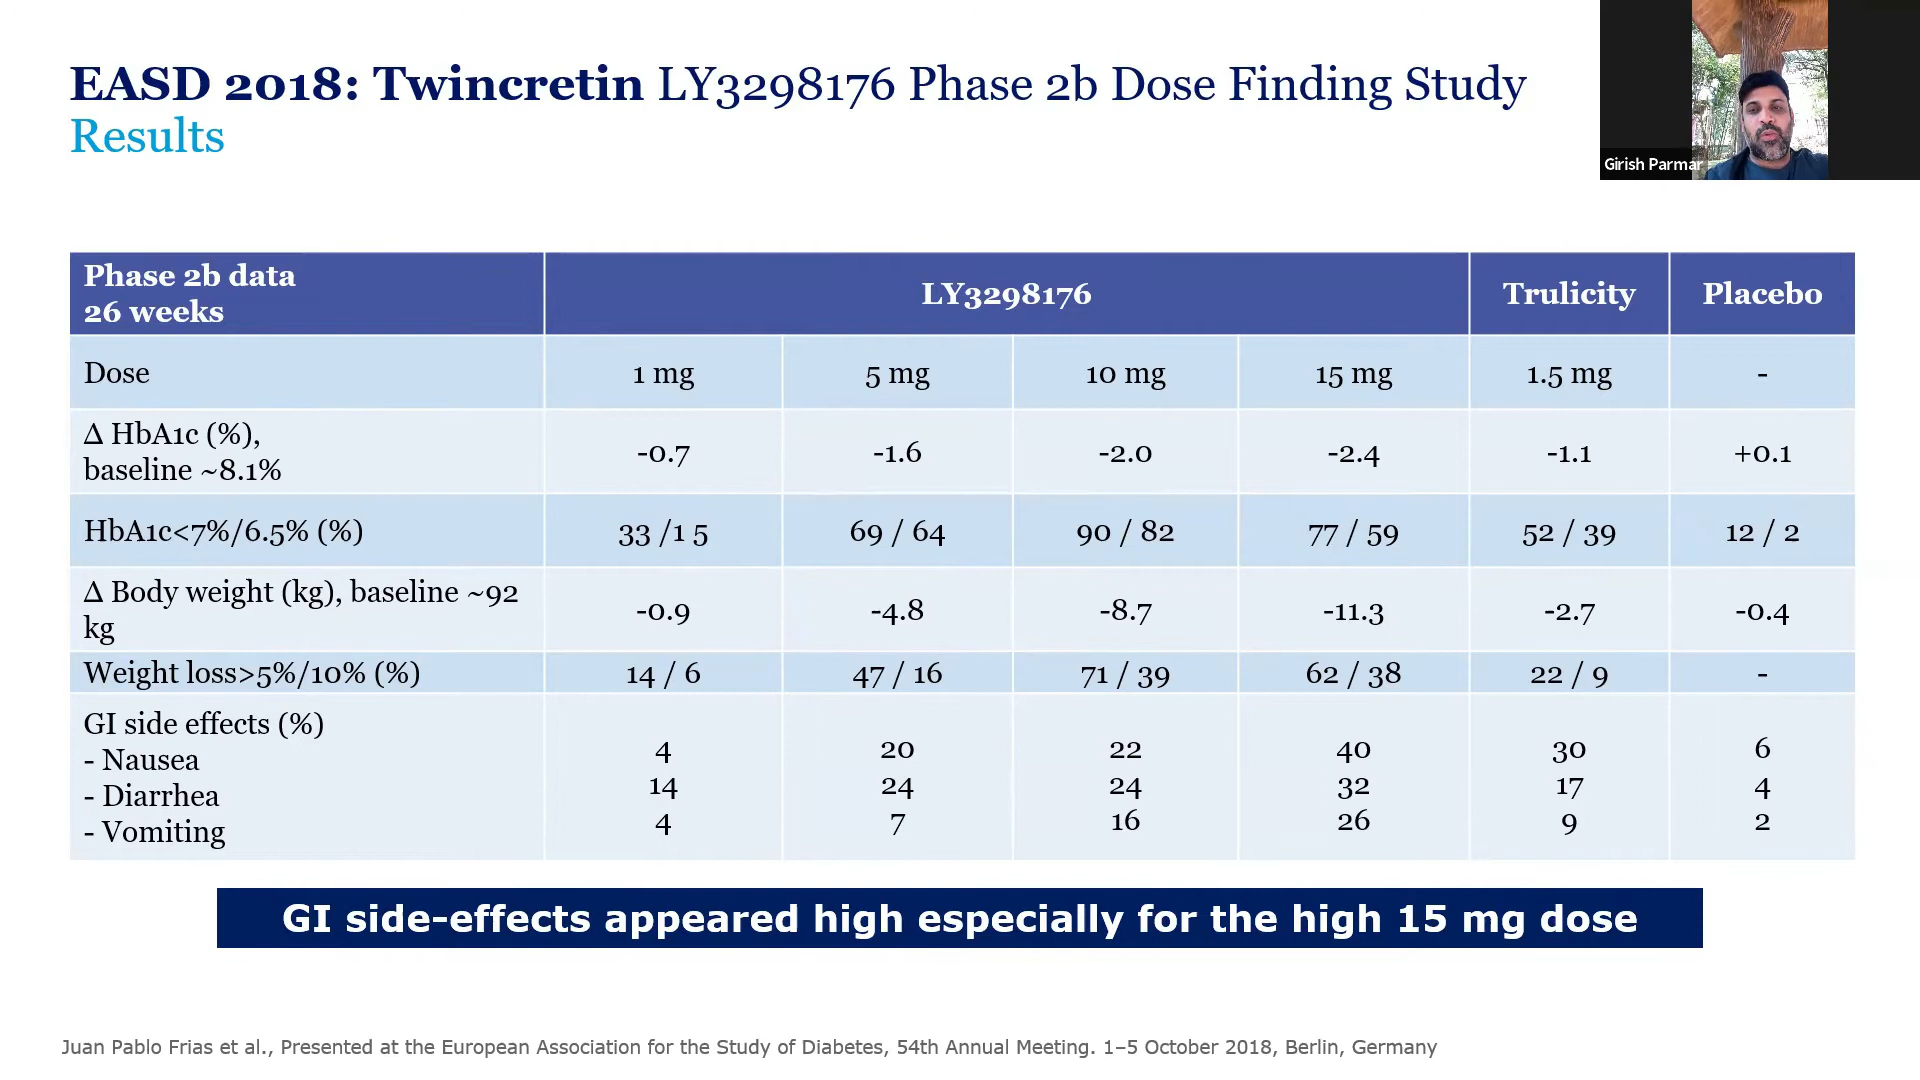 EASD 2018: Twincretin LY3298176 Phase 2b Dose Finding Study
Results
Girish Parmar
Phase 2b data
26 weeks
LY3298176
Trulicity
Placebo
Dose
1 mg
5 mg
10 mg
15 mg
1.5 mg
-
Δ HbA1c (%),
baseline ~8.1%
-0.7
-1.6
-2.0
-2.4
-1.1
+0.1
HbA1c<7%/6.5% (%)
33 /1 5
69 / 64
90 / 82
77 / 59
52 / 39
12 / 2
Δ Body weight (kg), baseline ~92
kg
-0.9
-4.8
-8.7
-11.3
-2.7
-0.4
Weight loss>5%/10% (%)
14 / 6
47 / 16
71 / 39
62 / 38
22 / 9
-
GI side effects (%)
- Nausea
4
20
22
40
30
6
- Diarrhea
14
24
24
32
17
4
- Vomiting
4
7
16
26
9
2
GI side-effects appeared high especially for the high 15 mg dose
Juan Pablo Frias et al., Presented at the European Association for the Study of Diabetes, 54th Annual Meeting. 1–5 October 2018, Berlin, Germany